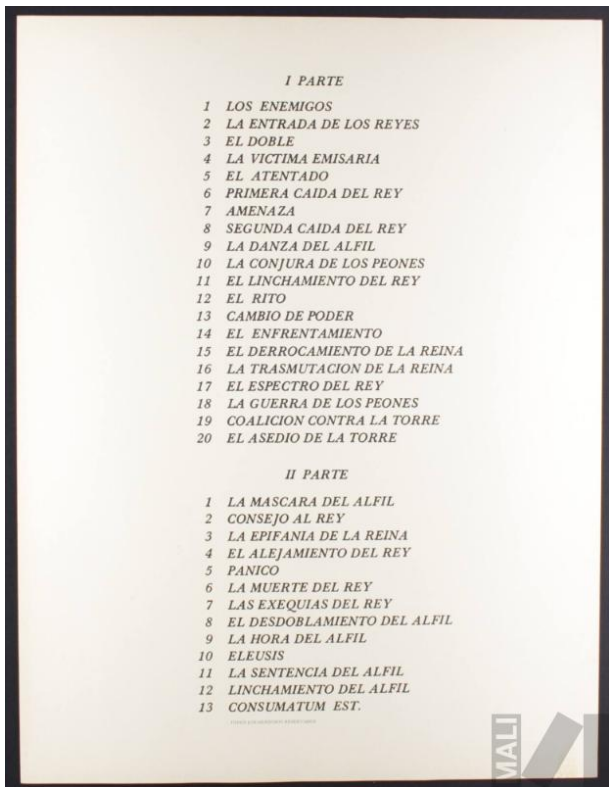 I PARTE
1 LOS ENEMIGOS
2 LA ENTRADA DE LOS REYES
3 EL DOBLE
4 LA VICTIMA EMISARIA
5 EL ATENTADO
6 PRIMERA CAIDA DEL REY
7 AMENAZA
8 SEGUNDA CAIDA DEL REY
9 LA DANZA DEL ALFIL
10 LA CONJURA DE LOS PEONES
11 EL LINCHAMIENTO DEL REY
12 EL RITO
13 CAMBIO DE PODER
14 EL ENFRENTAMIENTO
15 EL DERROCAMIENTO DE LA REINA
16 LA TRASMUTACION DE LA REINA
17 EL ESPECTRO DEL REY
18 LA GUERRA DE LOS PEONES
19 COALICION CONTRA LA TORRE
20 EL ASEDIO DE LA TORRE
II PARTE
1 LA MASCARA DEL ALFIL
2 CONSEJO AL REY
3 LA EPIFANIA DE LA REINA
4 EL ALEJAMIENTO DEL REY
5 PANICO
6 LA MUERTE DEL REY
7 LAS EXEQUIAS DEL REY
8 EL DESDOBLAMIENTO DEL ALFIL
9 LA HORA DEL ALFIL
10 ELEUSIS
11 LA SENTENCIA DEL ALFIL
12 LINCHAMIENTO DEL ALFIL
13 CONSUMATUM EST.
MALI